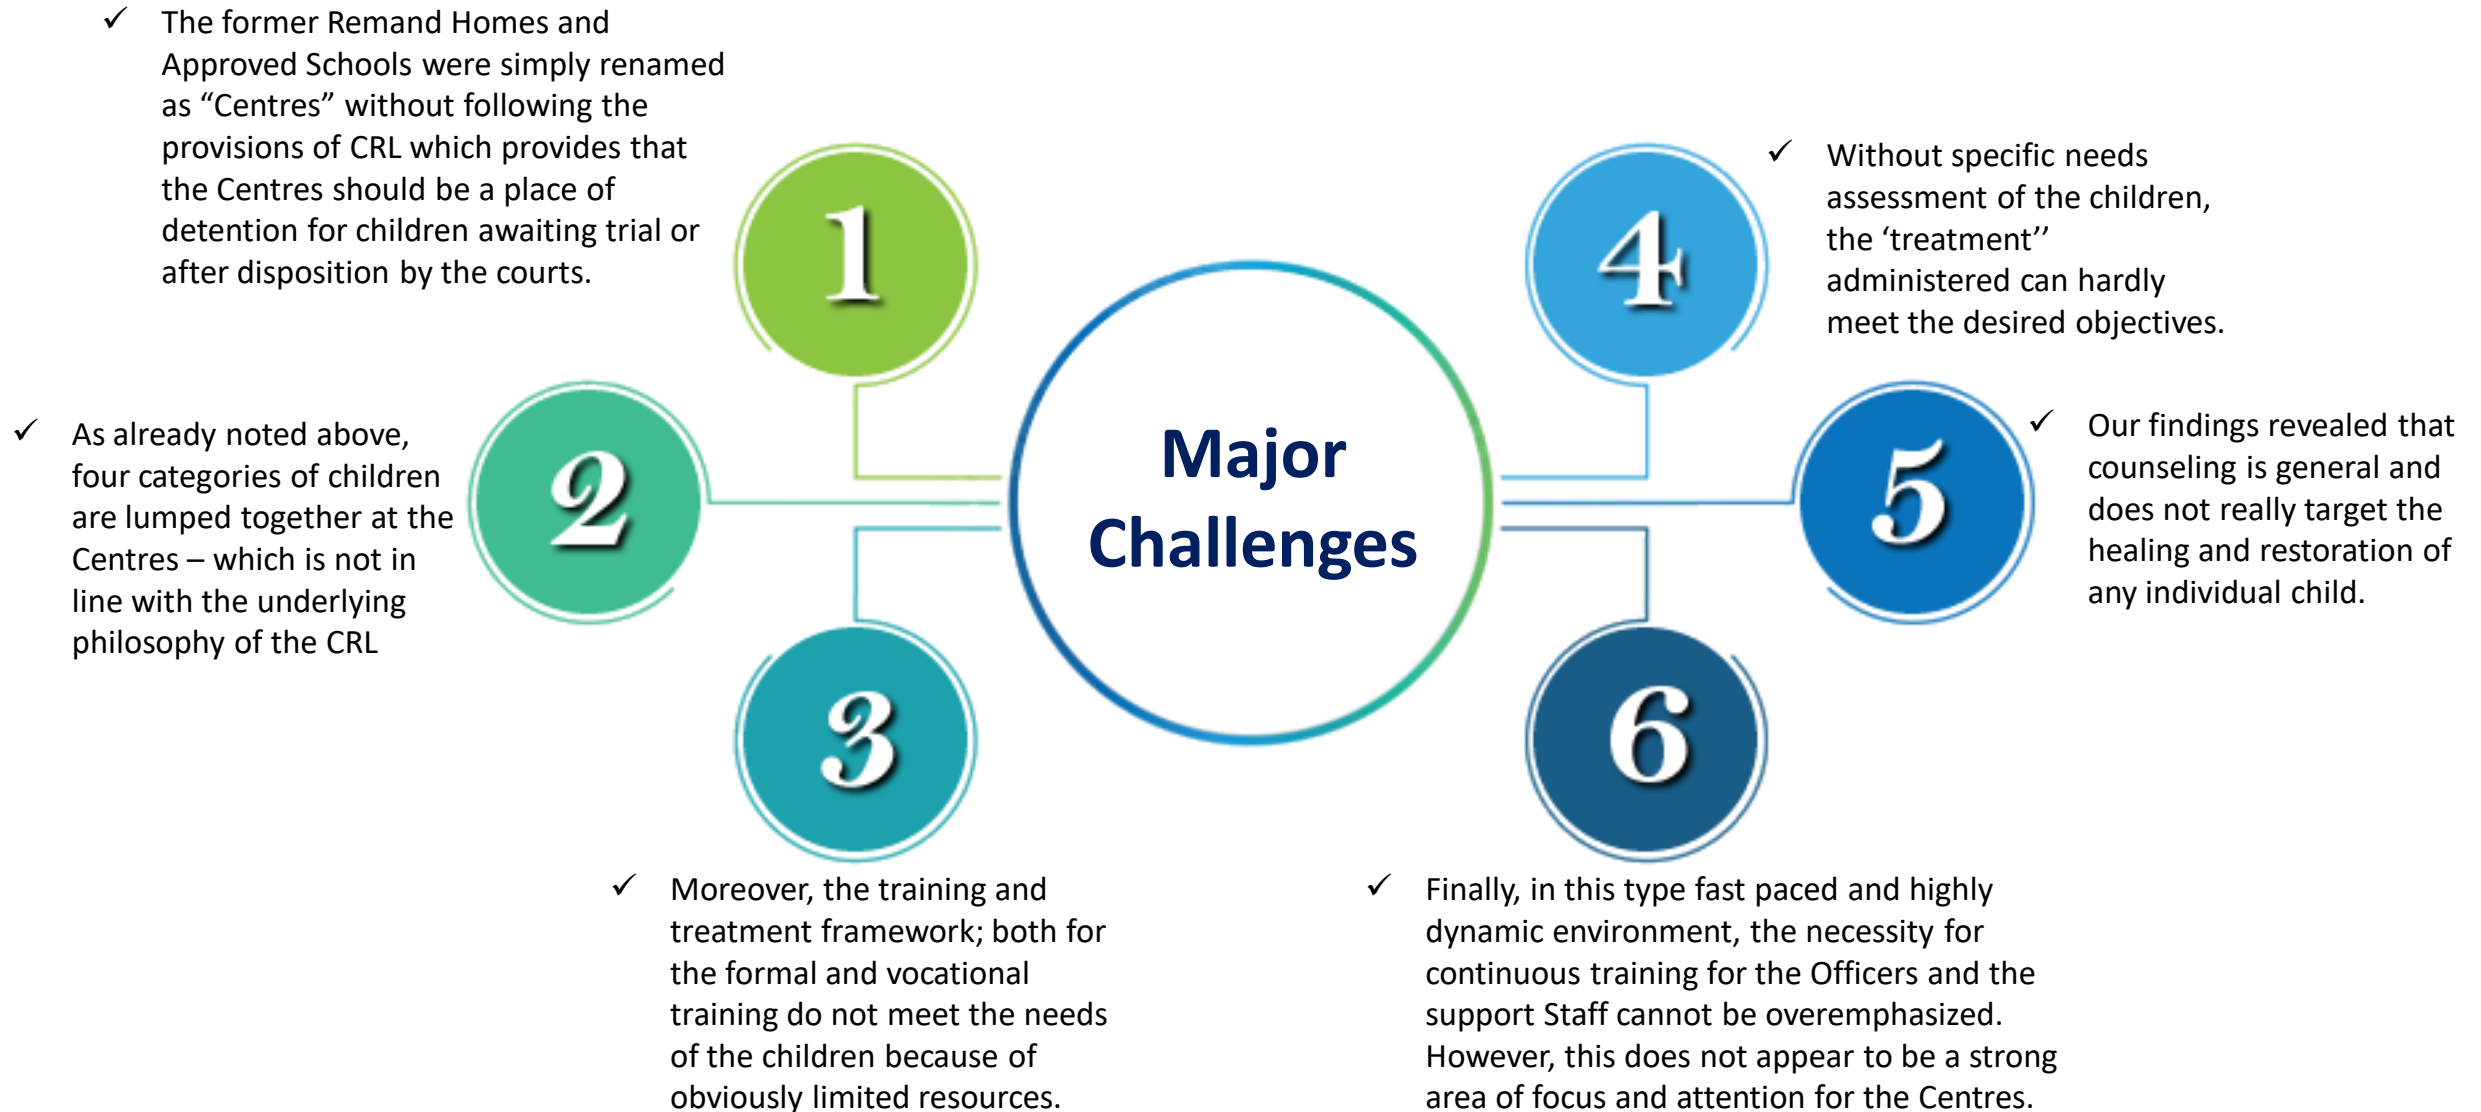 ✓ The former Remand Homes and
Approved Schools were simply renamed
as “Centres” without following the
provisions of CRL which provides that
the Centres should be a place of
detention for children awaiting trial or
after disposition by the courts.
1
✓ As already noted above,
four categories of children
are lumped together at the
Centres – which is not in
line with the underlying
philosophy of the CRL
2
3
✓ Moreover, the training and
treatment framework; both for
the formal and vocational
training do not meet the needs
of the children because of
obviously limited resources.
Major
Challenges
4
✓ Without specific needs
assessment of the children,
the ‘treatment’’
administered can hardly
meet the desired objectives.
5
✓ Our findings revealed that
counseling is general and
does not really target the
healing and restoration of
any individual child.
6
✓ Finally, in this type fast paced and highly
dynamic environment, the necessity for
continuous training for the Officers and the
support Staff cannot be overemphasized.
However, this does not appear to be a strong
area of focus and attention for the Centres.